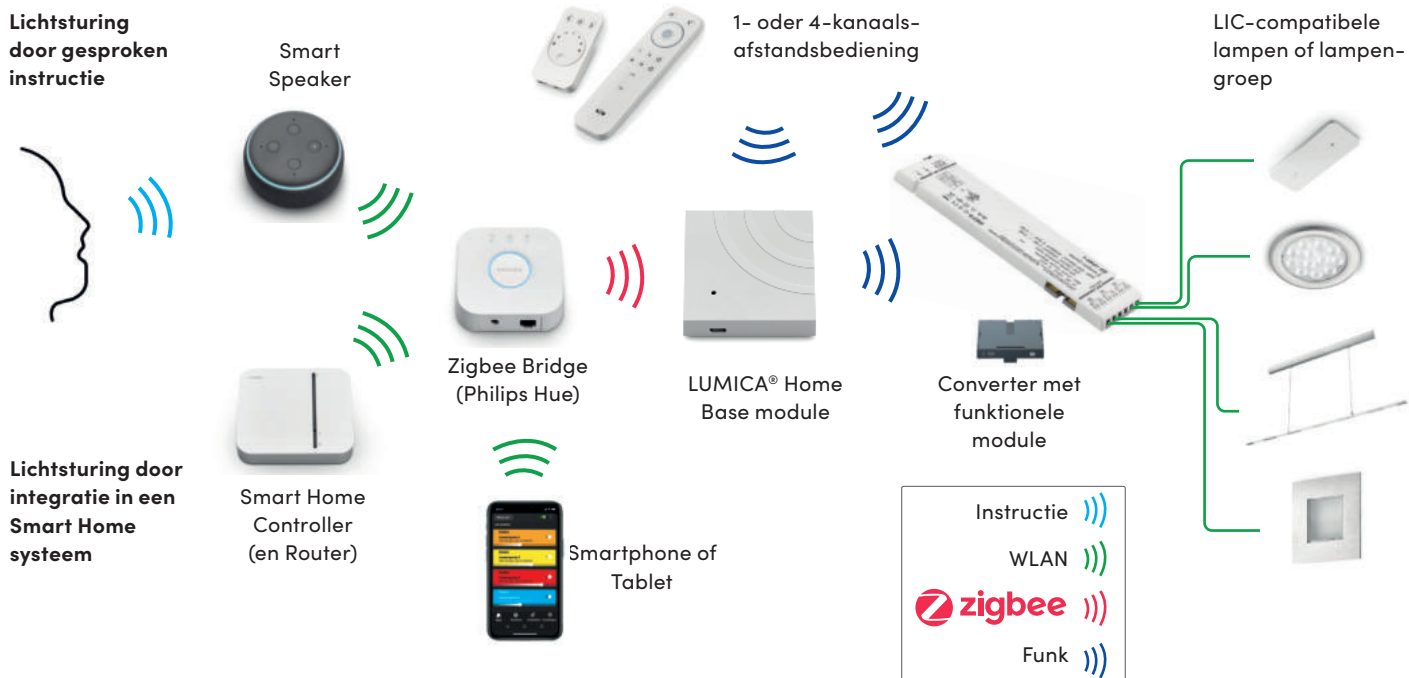 Lichtsturing
door gesproken
instructie
Smart
Speaker
1- oder 4-kanaals-
afstandsbediening
LIC-compatibele
lampen of lampen-
groep
Zigbee Bridge
(Philips Hue)
LUMICA® Home
Base module
Converter met
funktionele
module
Lichtsturing door
integratie in een
Smart Home
systeem
Smart Home
Controller
(en Router)
Smartphone of
Tablet
Instructie
WLAN
zigbee
Funk